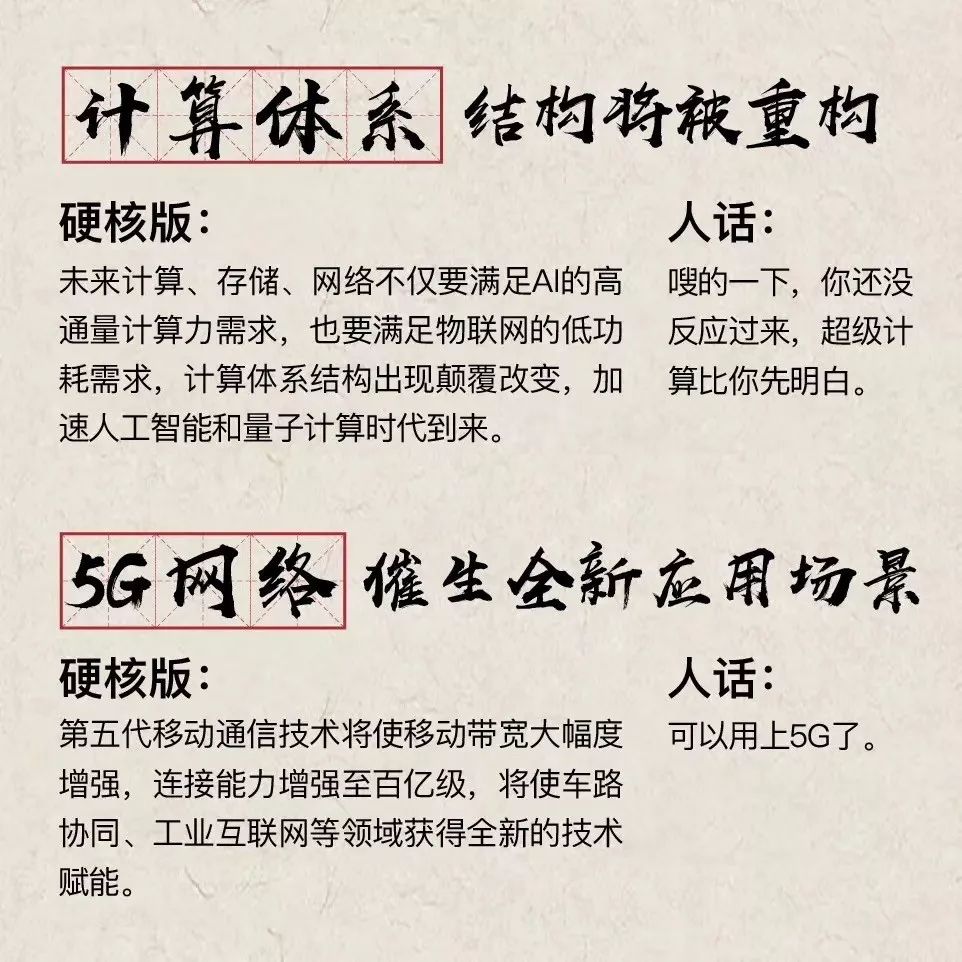 计算体系 结构将被重构
硬核版：
未来计算、存储、网络不仅要满足AI的高
通量计算力需求，也要满足物联网的低功
耗需求，计算体系结构出现颠覆改变，加
速人工智能和量子计算时代到来。
人话：
嗖的一下，你还没
反应过来，超级计
算比你先明白。
5G网络 催生全新应用场景
硬核版：
第五代移动通信技术将使移动带宽大幅度
增强，连接能力增强至百亿级，将使车路
协同、工业互联网等领域获得全新的技术
赋能。
人话：
可以用上5G了。